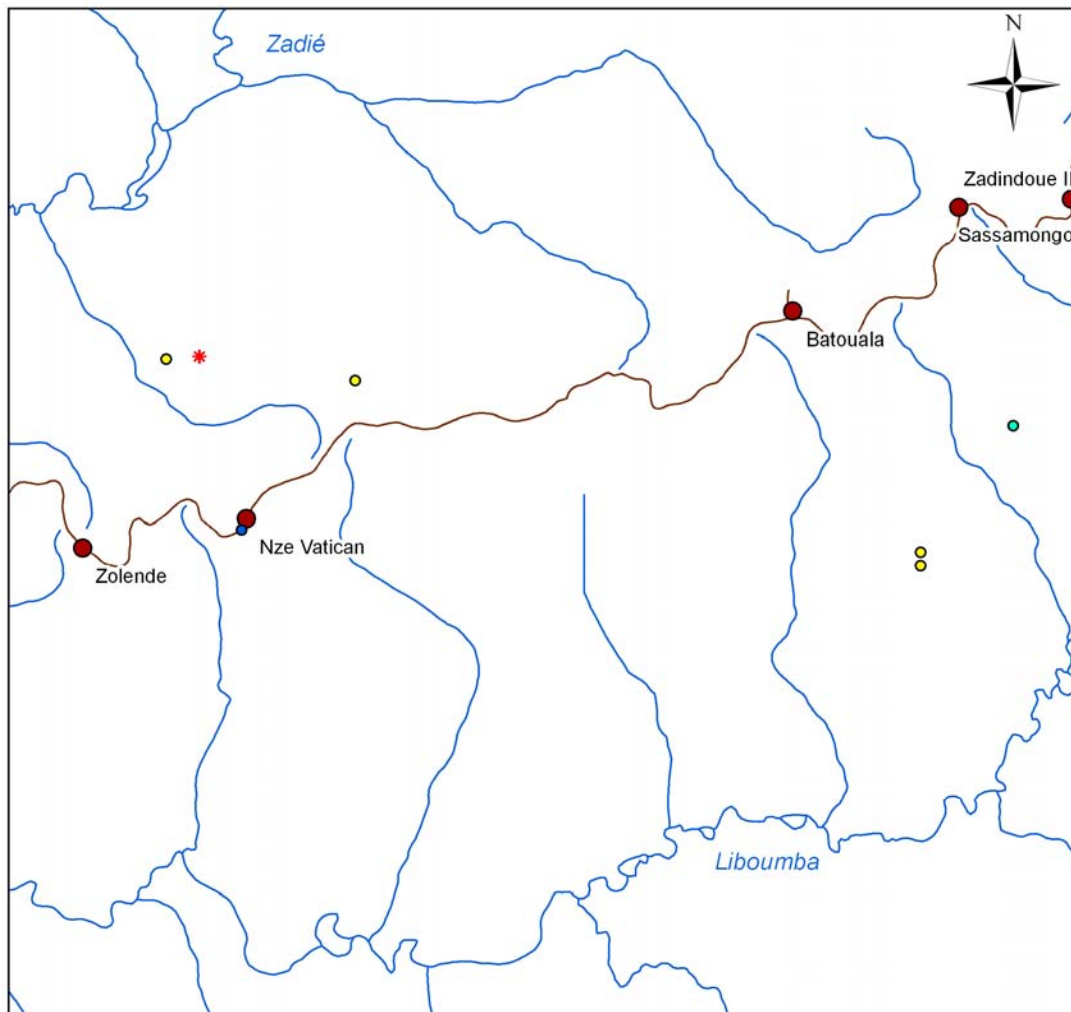 Zadié
N
Zadindoue II
Sassamongo
Batouala
Nze Vatican
Zolende
Liboumba